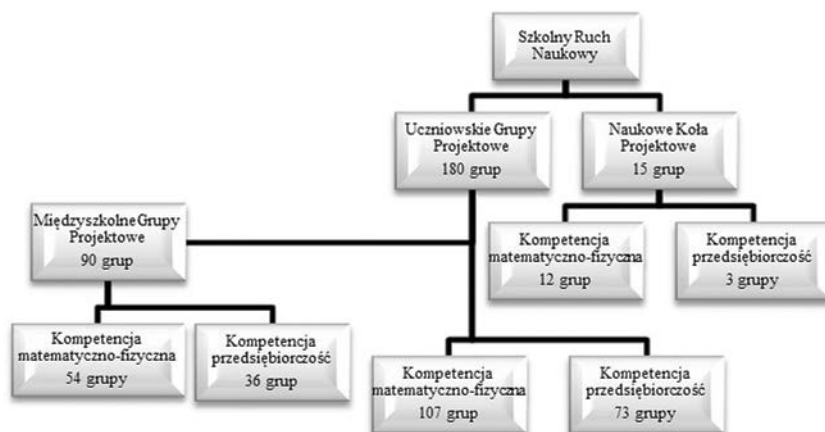 Szkolny Ruch
Naukowy
Uczniowskie Grupy
Projektowe
180 grup
Naukowe Koła
Projektowe
15 grup
Międzyszkolne Grupy
Projektowe
90 grup
Kompetencja
matematyczno-fizyczna
12 grup
Kompetencja
przedsiębiorczość
3 grupy
Kompetencja
matematyczno-fizyczna
54 grupy
Kompetencja
przedsiębiorczość
36 grup
Kompetencja
matematyczno-fizyczna
107 grup
Kompetencja
przedsiębiorczość
73 grupy